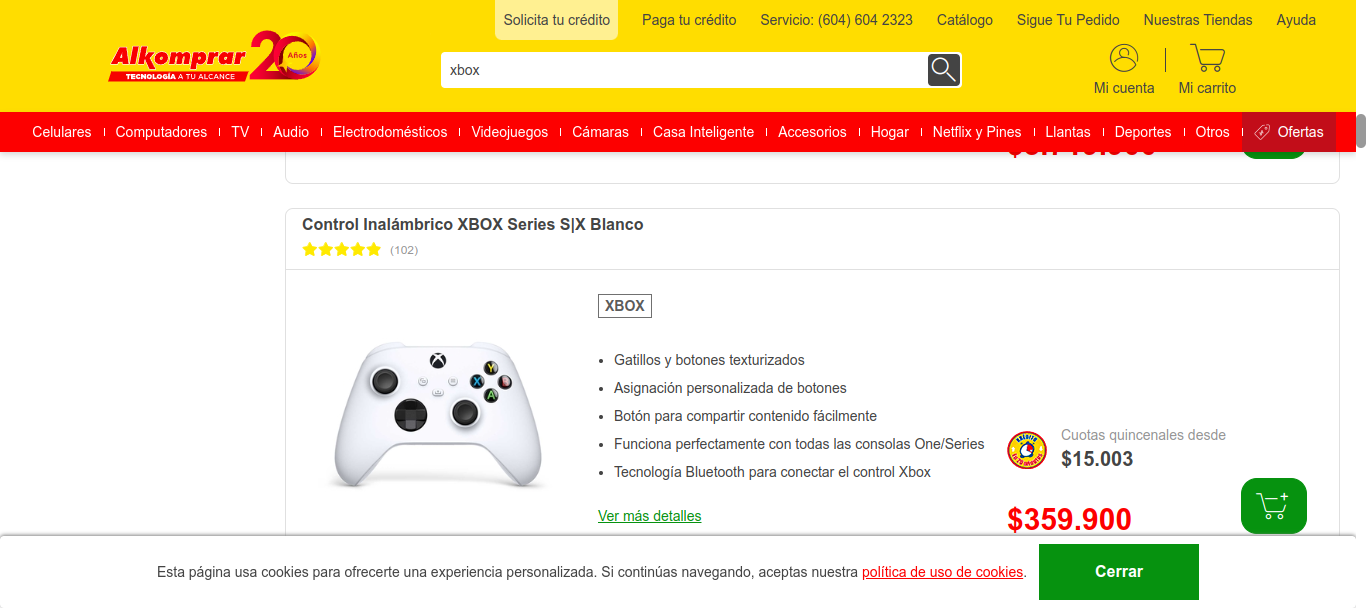 Solicita tu crédito Paga tu crédito Servicio: (604) 604 2323 Catálogo Sigue Tu Pedido Nuestras Tiendas Ayuda
Alkomprar 20 Años
TECNOLOGÍA A TU ALCANCE
xbox
Mi cuenta Mi carrito
Celulares Computadores TV Audio Electrodomésticos Videojuegos Cámaras Casa Inteligente Accesorios Hogar Netflix y Pines Llantas Deportes Otros Ofertas
Control Inalámbrico XBOX Series S|X Blanco
(102)
XBOX
Y
X
A
Gatillos y botones texturizados
Asignación personalizada de botones
Botón para compartir contenido fácilmente
Funciona perfectamente con todas las consolas One/Series
Tecnología Bluetooth para conectar el control Xbox
Ver más detalles
Cuotas quincenales desde
$15.003
$359.900
Esta página usa cookies para ofrecerte una experiencia personalizada. Si continúas navegando, aceptas nuestra política de uso de cookies.
Cerrar